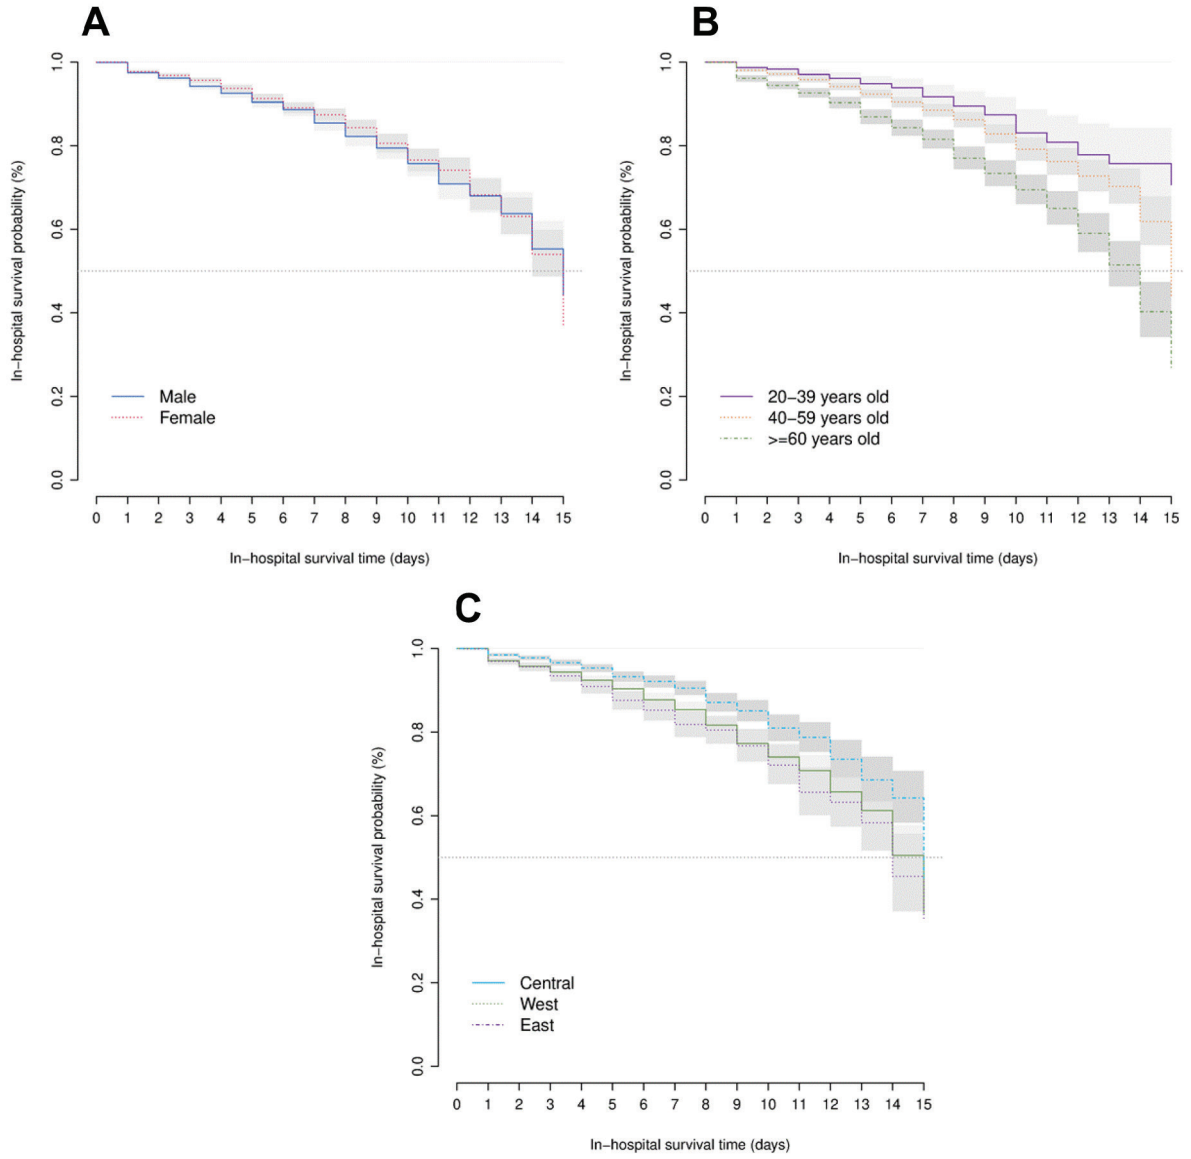 A
In-hospital survival probability (%)
1.0
0.8
0.6
0.4
0.2
0.0
Male
Female
0 1 2 3 4 5 6 7 8 9 10 11 12 13 14 15
In-hospital survival time (days)
B
In-hospital survival probability (%)
1.0
0.8
0.6
0.4
0.2
0.0
20-39 years old
40-59 years old
>=60 years old
0 1 2 3 4 5 6 7 8 9 10 11 12 13 14 15
In-hospital survival time (days)
C
In-hospital survival probability (%)
1.0
0.8
0.6
0.4
0.2
0.0
Central
West
East
0 1 2 3 4 5 6 7 8 9 10 11 12 13 14 15
In-hospital survival time (days)